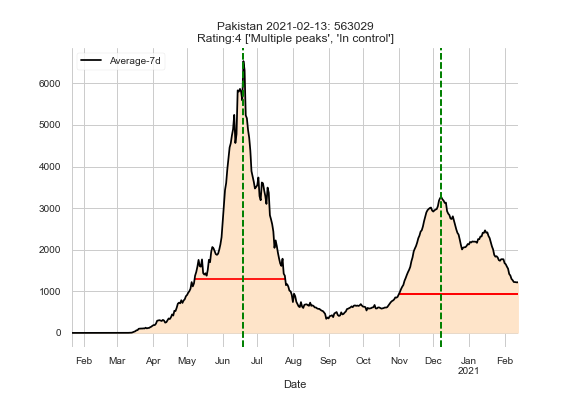 Pakistan 2021-02-13: 563029
Rating:4 ['Multiple peaks', 'In control']
Average-7d
6000
5000
4000
3000
2000
1000
0
Feb Mar Apr May Jun Jul Aug Sep Oct Nov Dec Jan Feb
2021
Date